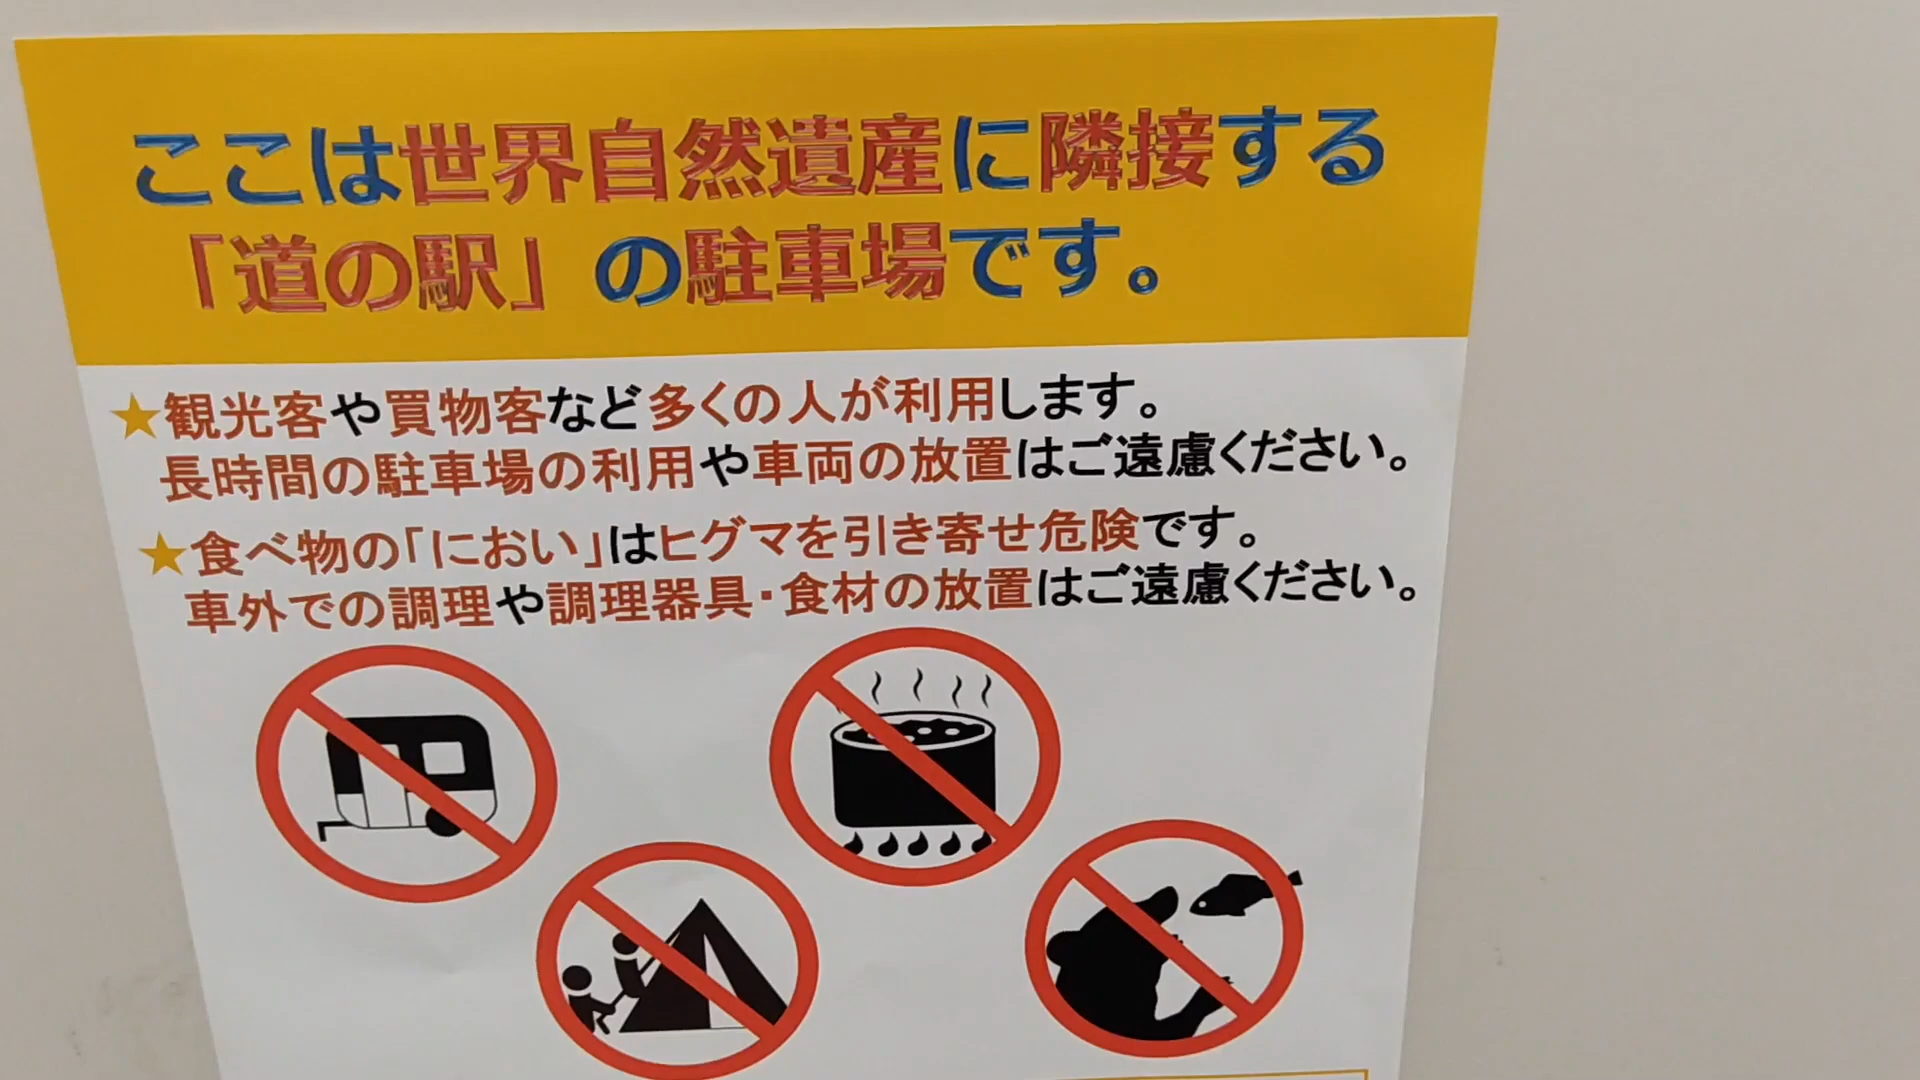 ここは世界自然遺産に隣接する
「道の駅」の駐車場です。
★観光客や買物客など多くの人が利用します。
長時間の駐車場の利用や車両の放置はご遠慮ください。
★食べ物の「におい」はヒグマを引き寄せ危険です。
車外での調理や調理器具・食材の放置はご遠慮ください。